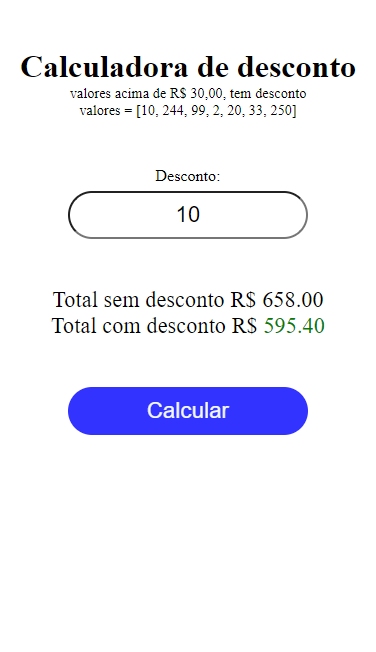 Calculadora de desconto
valores acima de R$ 30,00, tem desconto
valores = [10, 244, 99, 2, 20, 33, 250]
Desconto:
10
Total sem desconto R$ 658.00
Total com desconto R$ 595.40
Calcular